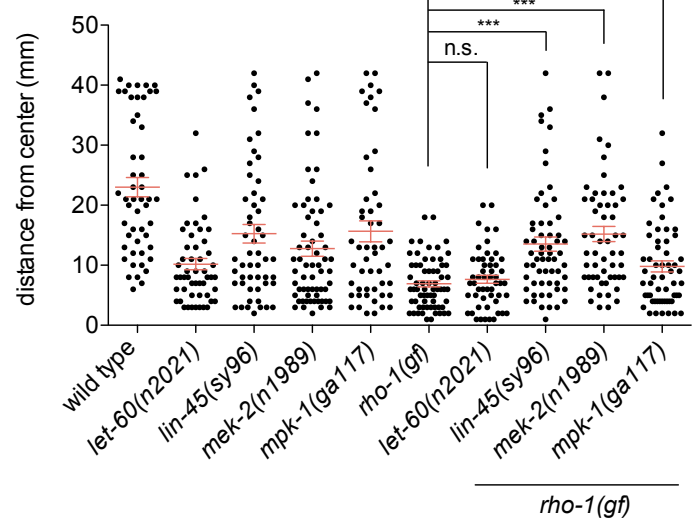 ***
***
n.s.
distance from center (mm)
50
40
30
20
10
0
wild type
let-60(n2021)
lin-45(sy96)
mek-2(n1989)
mpk-1(ga117)
rho-1(gf)
let-60(n2021)
lin-45(sy96)
mek-2(n1989)
mpk-1(ga117)
rho-1(gf)